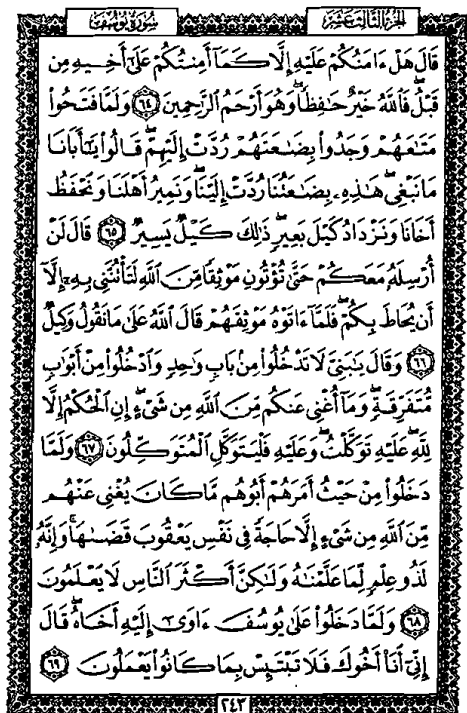 الجزء الثالث عشر
سورة يوسف
قَالَ هَلْ ءَامَنُكُمْ عَلَيْهِ إِلَّا كَمَآ أَمِنتُكُمْ عَلَىٰٓ أَخِيهِ مِن
قَبْلُ ۖ فَٱللَّهُ خَيْرٌ حَـٰفِظًا ۖ وَهُوَ أَرْحَمُ ٱلرَّٰحِمِينَ ٦٤ وَلَمَّا فَتَحُوا۟
مَتَـٰعَهُمْ وَجَدُوا۟ بِضَـٰعَتَهُمْ رُدَّتْ إِلَيْهِمْ ۖ قَالُوا۟ يَـٰٓأَبَانَا
مَا نَبْغِى ۖ هَـٰذِهِۦ بِضَـٰعَتُنَا رُدَّتْ إِلَيْنَا ۖ وَنَمِيرُ أَهْلَنَا وَنَحْفَظُ
أَخَانَا وَنَزْدَادُ كَيْلَ بَعِيرٍ ۖ ذَٰلِكَ كَيْلٌ يَسِيرٌ ٦٥ قَالَ لَنْ
أُرْسِلَهُۥ مَعَكُمْ حَتَّىٰ تُؤْتُونِ مَوْثِقًا مِّنَ ٱللَّهِ لَتَأْتُنَّنِى بِهِۦٓ إِلَّآ
أَن يُحَاطَ بِكُمْ ۖ فَلَمَّآ ءَاتَوْهُ مَوْثِقَهُمْ قَالَ ٱللَّهُ عَلَىٰ مَا نَقُولُ وَكِيلٌ
٦٦ وَقَالَ يَـٰبَنِىَّ لَا تَدْخُلُوا۟ مِنۢ بَابٍ وَٰحِدٍ وَٱدْخُلُوا۟ مِنْ أَبْوَٰبٍ
مُّتَفَرِّقَةٍ ۖ وَمَآ أُغْنِى عَنكُم مِّنَ ٱللَّهِ مِن شَىْءٍ ۖ إِنِ ٱلْحُكْمُ إِلَّا
لِلَّهِ ۖ عَلَيْهِ تَوَكَّلْتُ ۖ وَعَلَيْهِ فَلْيَتَوَكَّلِ ٱلْمُتَوَكِّلُونَ ٦٧ وَلَمَّا
دَخَلُوا۟ مِنْ حَيْثُ أَمَرَهُمْ أَبُوهُم مَّا كَانَ يُغْنِى عَنْهُم
مِّنَ ٱللَّهِ مِن شَىْءٍ إِلَّا حَاجَةً فِى نَفْسِ يَعْقُوبَ قَضَىٰهَا ۚ وَإِنَّهُۥ
لَذُو عِلْمٍ لِّمَا عَلَّمْنَـٰهُ وَلَـٰكِنَّ أَكْثَرَ ٱلنَّاسِ لَا يَعْلَمُونَ
٦٨ وَلَمَّا دَخَلُوا۟ عَلَىٰ يُوسُفَ ءَاوَىٰٓ إِلَيْهِ أَخَاهُ ۖ قَالَ
إِنِّىٓ أَنَا۠ أَخُوكَ فَلَا تَبْتَئِسْ بِمَا كَانُوا۟ يَعْمَلُونَ ٦٩
٢٤٣